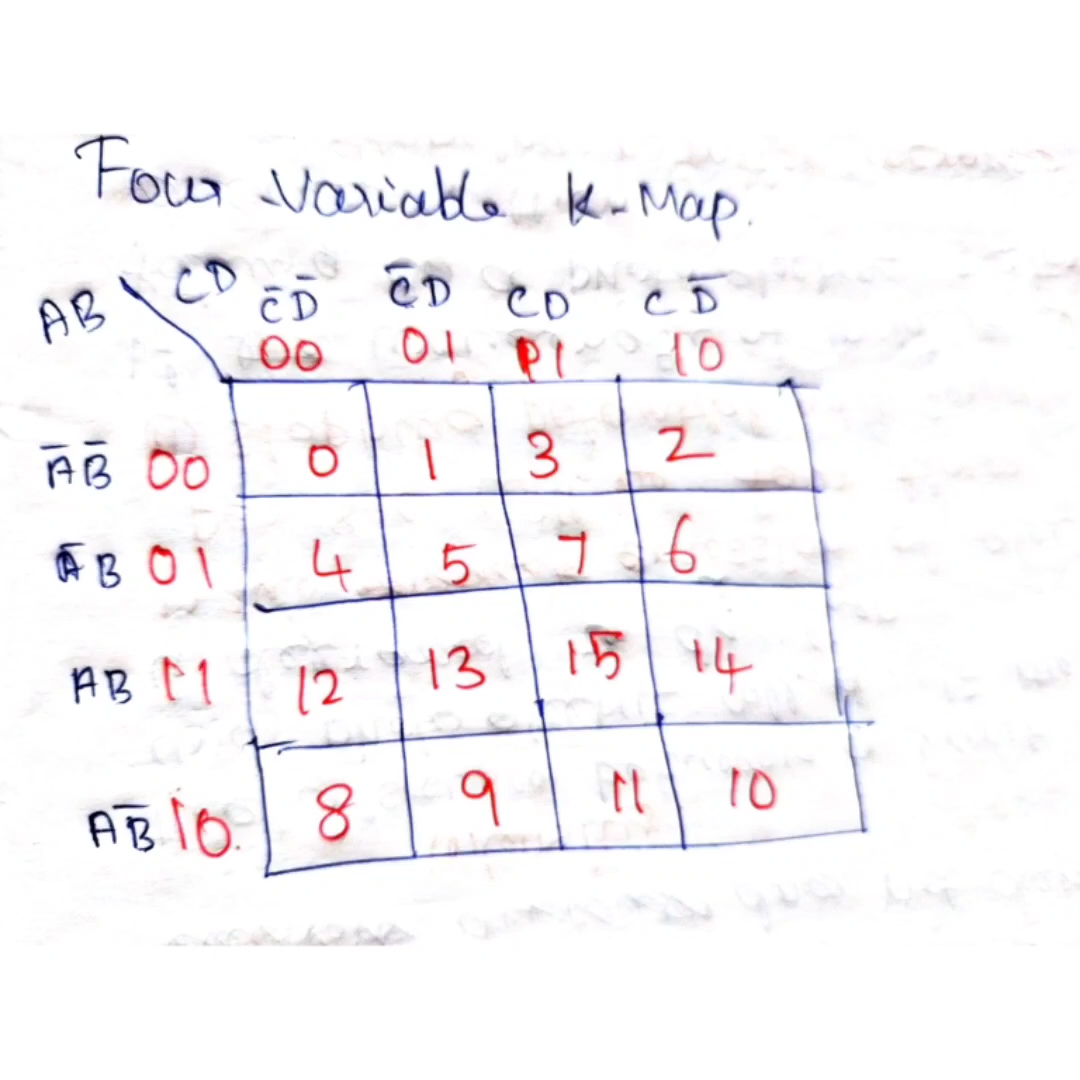 Four Variable K-Map.
AB \ CD C̄D̄ C̄D CD CD̄
00 01 11 10
ĀB̄ 00 0 1 3 2
ĀB 01 4 5 7 6
AB 11 12 13 15 14
AB̄ 10. 8 9 11 10